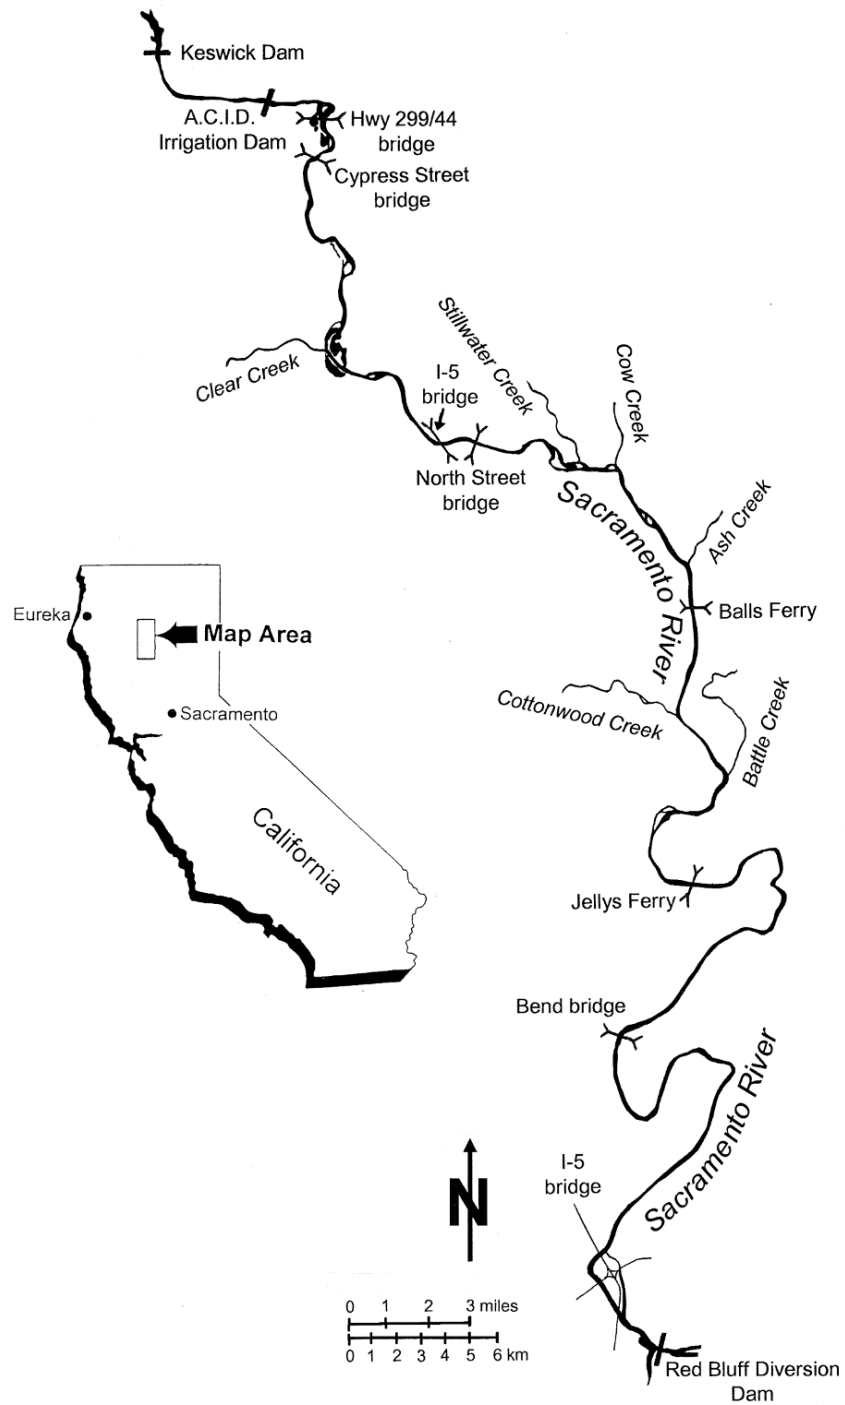 Keswick Dam
A.C.I.D.
Irrigation Dam
Hwy 299/44
bridge
Cypress Street
bridge
Stillwater Creek
Cow Creek
Clear Creek
I-5
bridge
North Street
bridge
Sacramento River
Ash Creek
Eureka
Map Area
Balls Ferry
Sacramento
Cottonwood Creek
Battle Creek
California
Jellys Ferry
Bend bridge
Sacramento River
I-5
bridge
N
0 1 2 3 miles
0 1 2 3 4 5 6 km
Red Bluff Diversion
Dam